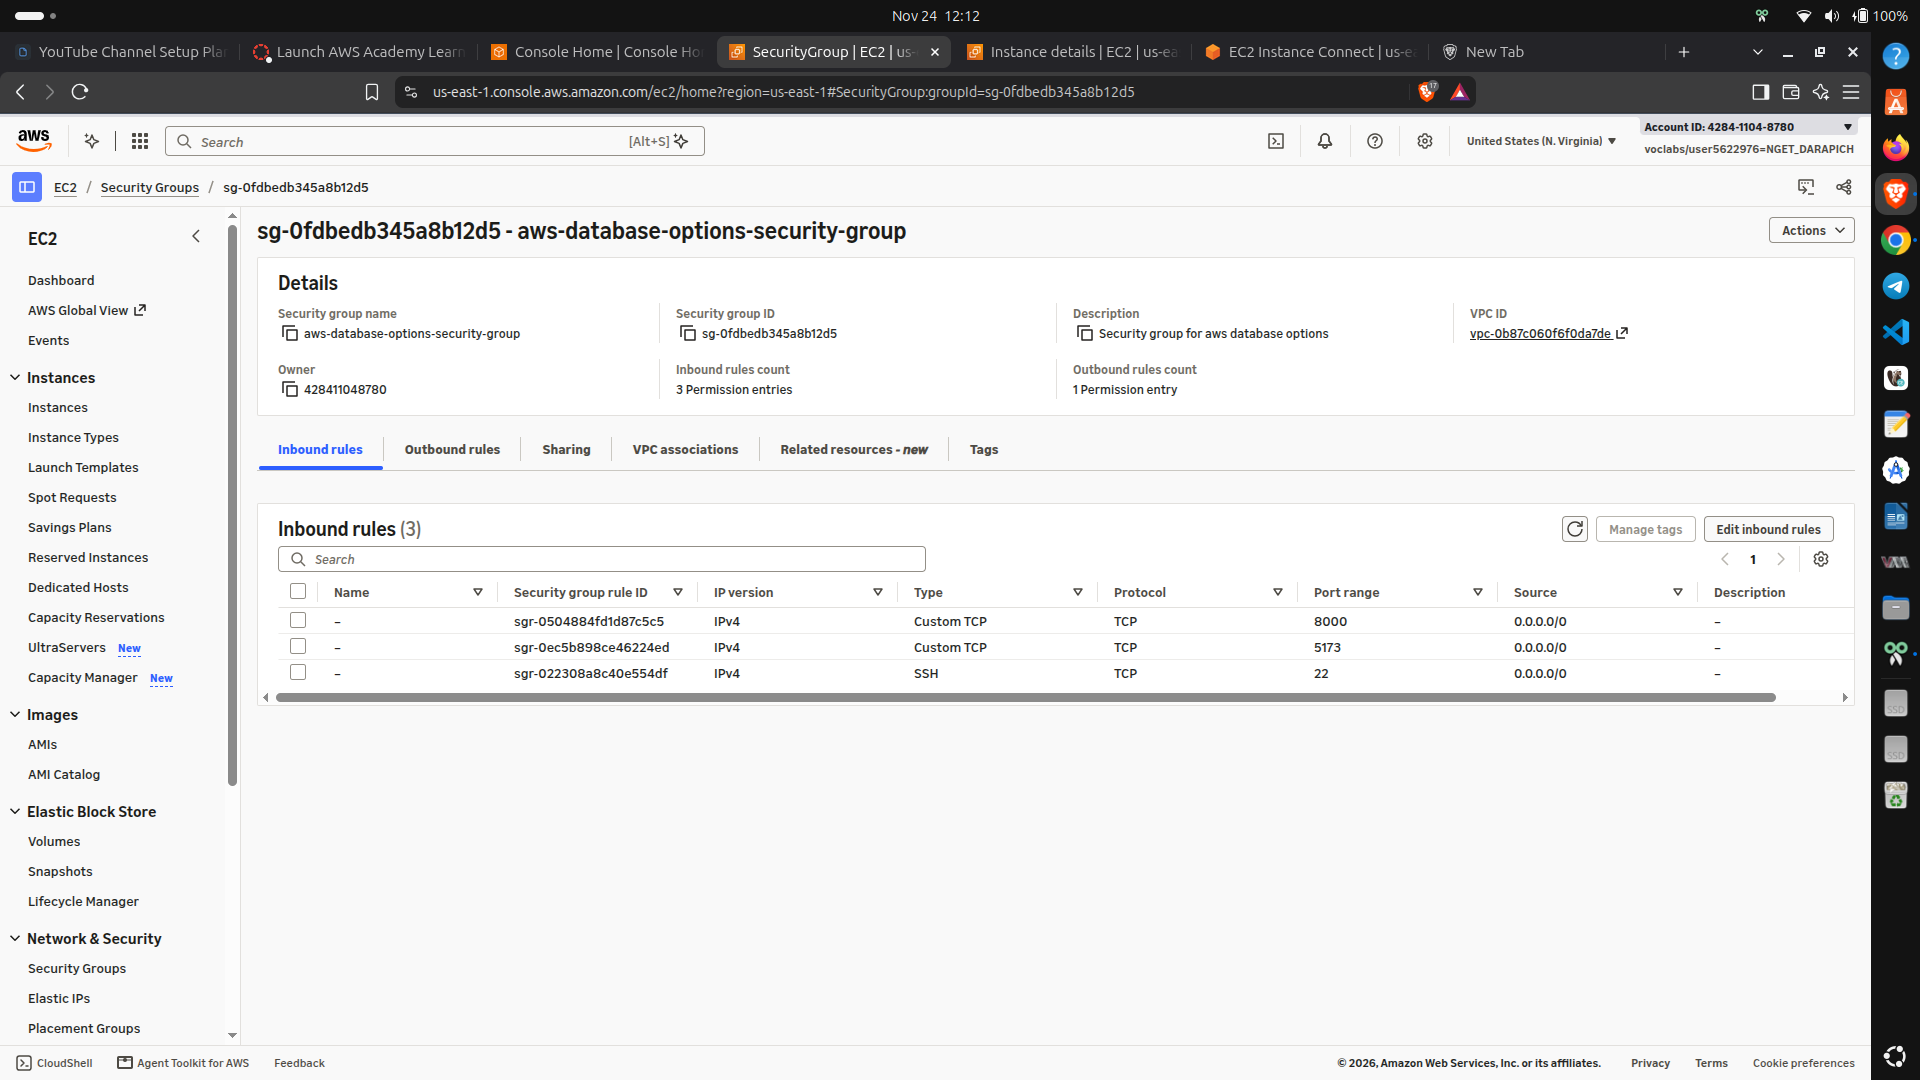 Nov 24 12:12
100%
YouTube Channel Setup Pla
Launch AWS Academy Learn
Console Home | Console Ho
SecurityGroup | EC2 | us-
Instance details | EC2 | us-ea
EC2 Instance Connect | us-e
New Tab
us-east-1.console.aws.amazon.com/ec2/home?region=us-east-1#SecurityGroup:groupId=sg-0fdbedb345a8b12d5
17
aws
Search
[Alt+S]
United States (N. Virginia)
Account ID: 4284-1104-8780
voclabs/user5622976=NGET_DARAPICH
EC2 / Security Groups / sg-0fdbedb345a8b12d5
EC2
Dashboard
AWS Global View
Events
Instances
Instances
Instance Types
Launch Templates
Spot Requests
Savings Plans
Reserved Instances
Dedicated Hosts
Capacity Reservations
UltraServers New
Capacity Manager New
Images
AMIs
AMI Catalog
Elastic Block Store
Volumes
Snapshots
Lifecycle Manager
Network & Security
Security Groups
Elastic IPs
Placement Groups
sg-0fdbedb345a8b12d5 - aws-database-options-security-group
Actions
Details
Security group name
aws-database-options-security-group
Security group ID
sg-0fdbedb345a8b12d5
Description
Security group for aws database options
VPC ID
vpc-0b87c060f6f0da7de
Owner
428411048780
Inbound rules count
3 Permission entries
Outbound rules count
1 Permission entry
Inbound rules
Outbound rules
Sharing
VPC associations
Related resources - new
Tags
Inbound rules (3)
Manage tags
Edit inbound rules
Search
1
Name Security group rule ID IP version Type Protocol Port range Source Description
– sgr-0504884fd1d87c5c5 IPv4 Custom TCP TCP 8000 0.0.0.0/0 –
– sgr-0ec5b898ce46224ed IPv4 Custom TCP TCP 5173 0.0.0.0/0 –
– sgr-022308a8c40e554df IPv4 SSH TCP 22 0.0.0.0/0 –
SSD
SSD
CloudShell
Agent Toolkit for AWS
Feedback
© 2026, Amazon Web Services, Inc. or its affiliates.
Privacy
Terms
Cookie preferences